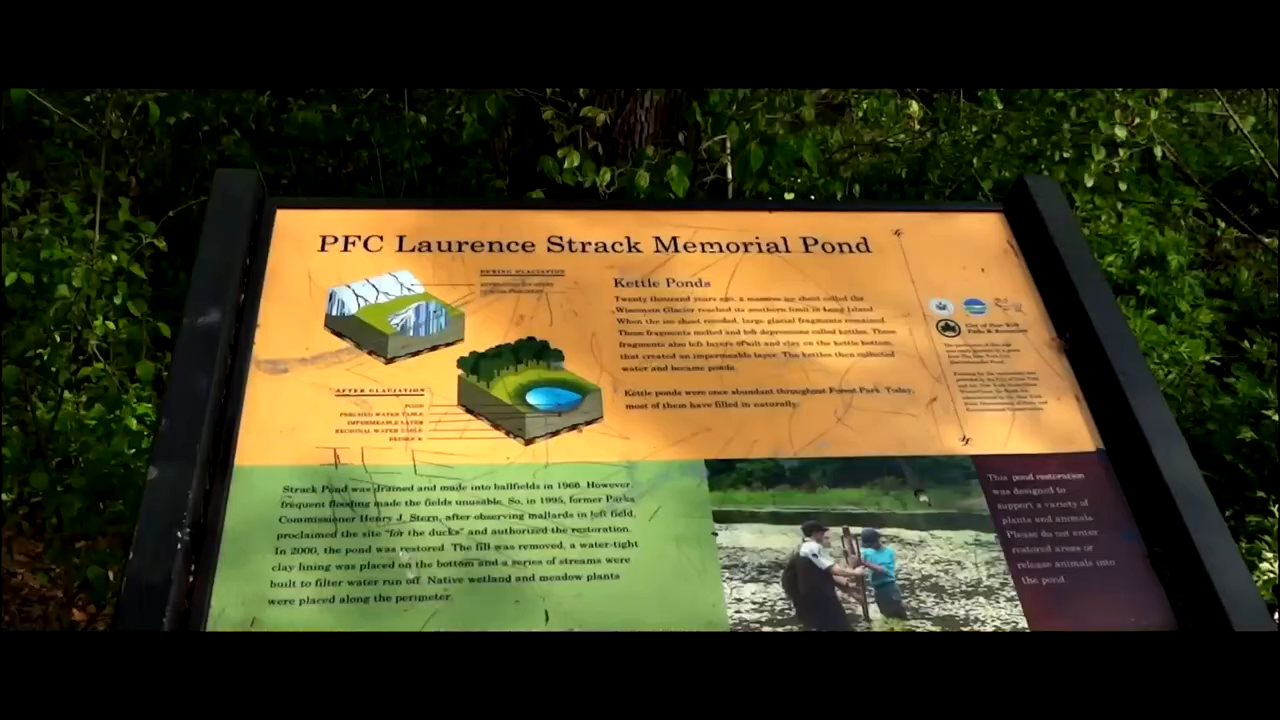 PFC Laurence Strack Memorial Pond
DURING GLACIATION
Kettle Ponds
Twenty thousand years ago, a massive ice sheet called the
Wisconsin Glacier reached its southern limit in Long Island.
When the ice sheet receded, large glacial fragments remained.
These fragments melted and left depressions called kettles. These
fragments also left layers of silt and clay on the kettle bottom,
that created an impermeable layer. The kettles then collected
water and became ponds.
Kettle ponds were once abundant throughout Forest Park. Today,
most of them have filled in naturally.
AFTER GLACIATION
POND
PERCHED WATER TABLE
IMPERMEABLE LAYER
REGIONAL WATER TABLE
BEDROCK
City of New York
Parks & Recreation
Strack Pond was drained and made into ballfields in 1966. However,
frequent flooding made the fields unusable. So, in 1995, former Parks
Commissioner Henry J. Stern, after observing mallards in left field,
proclaimed the site "for the ducks" and authorized the restoration.
In 2000, the pond was restored. The fill was removed, a water-tight
clay lining was placed on the bottom and a series of streams were
built to filter water run off. Native wetland and meadow plants
were placed along the perimeter.
This pond restoration
was designed to
support a variety of
plants and animals.
Please do not enter
restored areas or
release animals into
the pond.